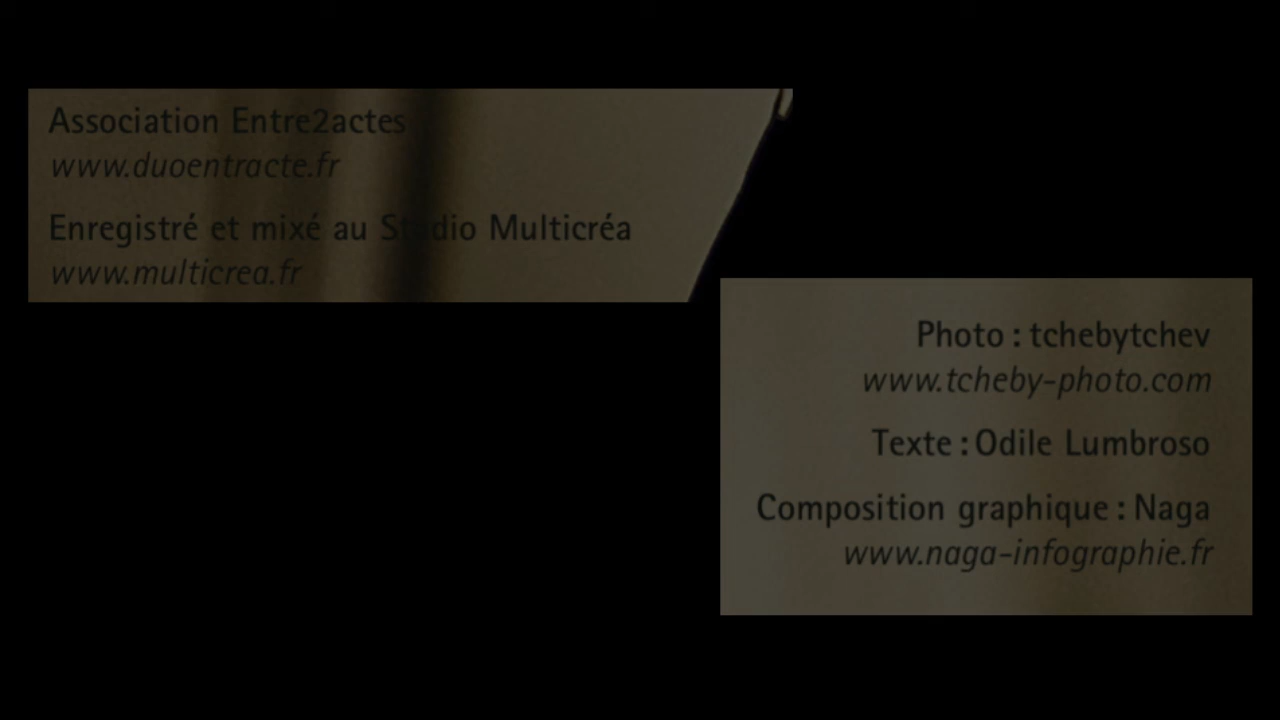 Association Entre2actes
www.duoentracte.fr
Enregistré et mixé au Studio Multicréa
www.multicrea.fr
Photo : tchebytchev
www.tcheby-photo.com
Texte : Odile Lumbroso
Composition graphique : Naga
www.naga-infographie.fr